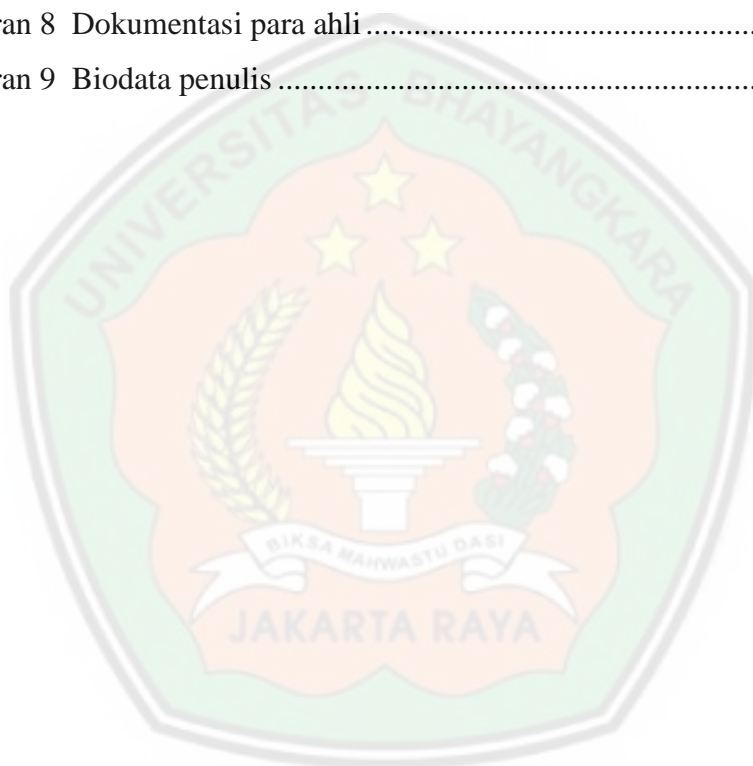 ran 8 Dokumentasi para ahli ...................................................
ran 9 Biodata penulis ..............................................................
UNIVERSITAS BHAYANGKARA
BIKSA MAHWASTU DASI
JAKARTA RAYA